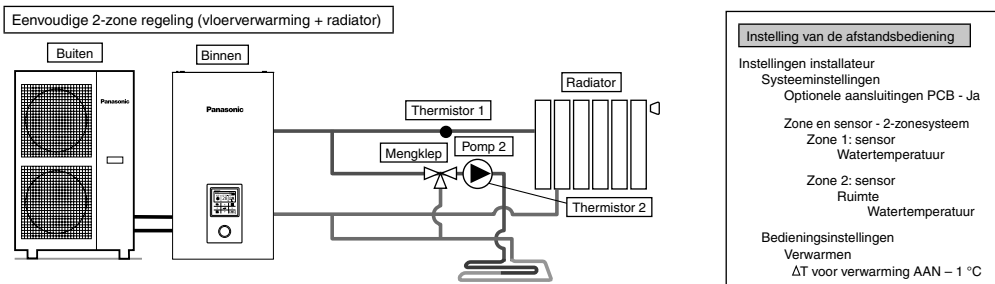 Eenvoudige 2-zone regeling (vloerverwarming + radiator)
Buiten
Binnen
Panasonic
Panasonic
Thermistor 1
Radiator
Mengklep
Pomp 2
Thermistor 2
Instelling van de afstandsbediening
Instellingen installateur
Systeeminstellingen
Optionele aansluitingen PCB - Ja
Zone en sensor - 2-zonesysteem
Zone 1: sensor
Watertemperatuur
Zone 2: sensor
Ruimte
Watertemperatuur
Bedieningsinstellingen
Verwarmen
ΔT voor verwarming AAN – 1 °C